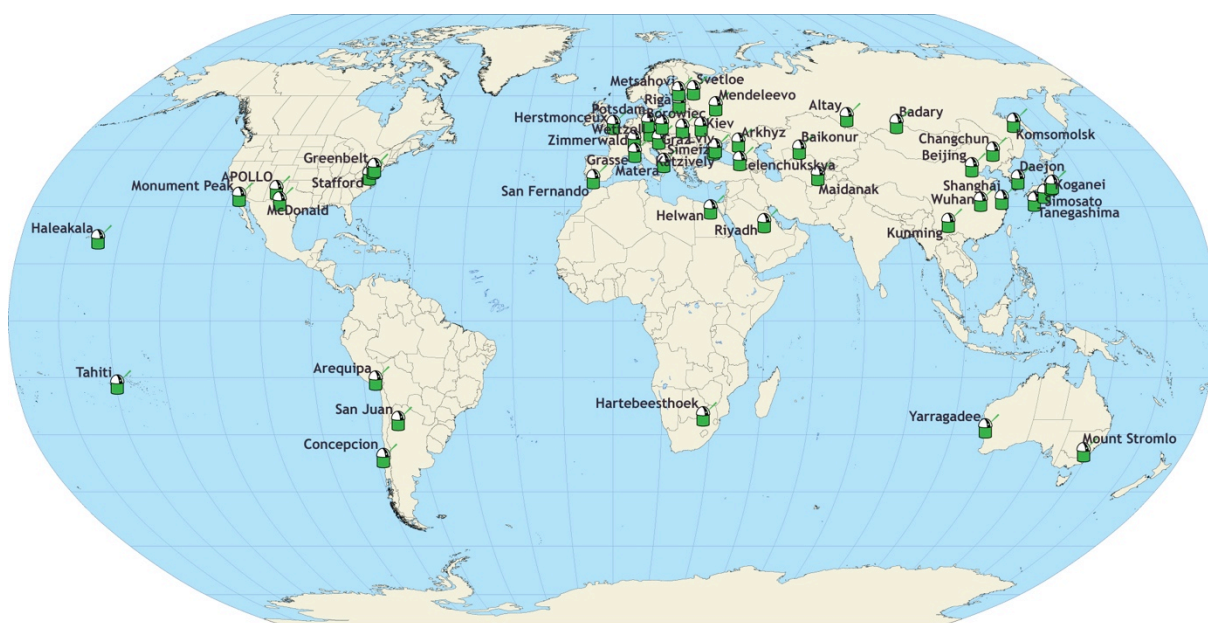 Metsahovi
Svetloe
Riga
Mendeleevo
Potsdam
Borowiec
Altay
Badary
Herstmonceux
Wettzell
Kiev
Komsomolsk
Zimmerwald
Graz
Lviv
Arkhyz
Baikonur
Changchun
Simeiz
Beijing
Greenbelt
Grasse
Katzively
Zelenchukskya
Daejon
Matera
APOLLO
Stafford
Monument Peak
San Fernando
Maidanak
Shanghai
Koganei
McDonald
Wuhan
Simosato
Helwan
Tanegashima
Haleakala
Riyadh
Kunming
Tahiti
Arequipa
San Juan
Hartebeesthoek
Yarragadee
Concepcion
Mount Stromlo